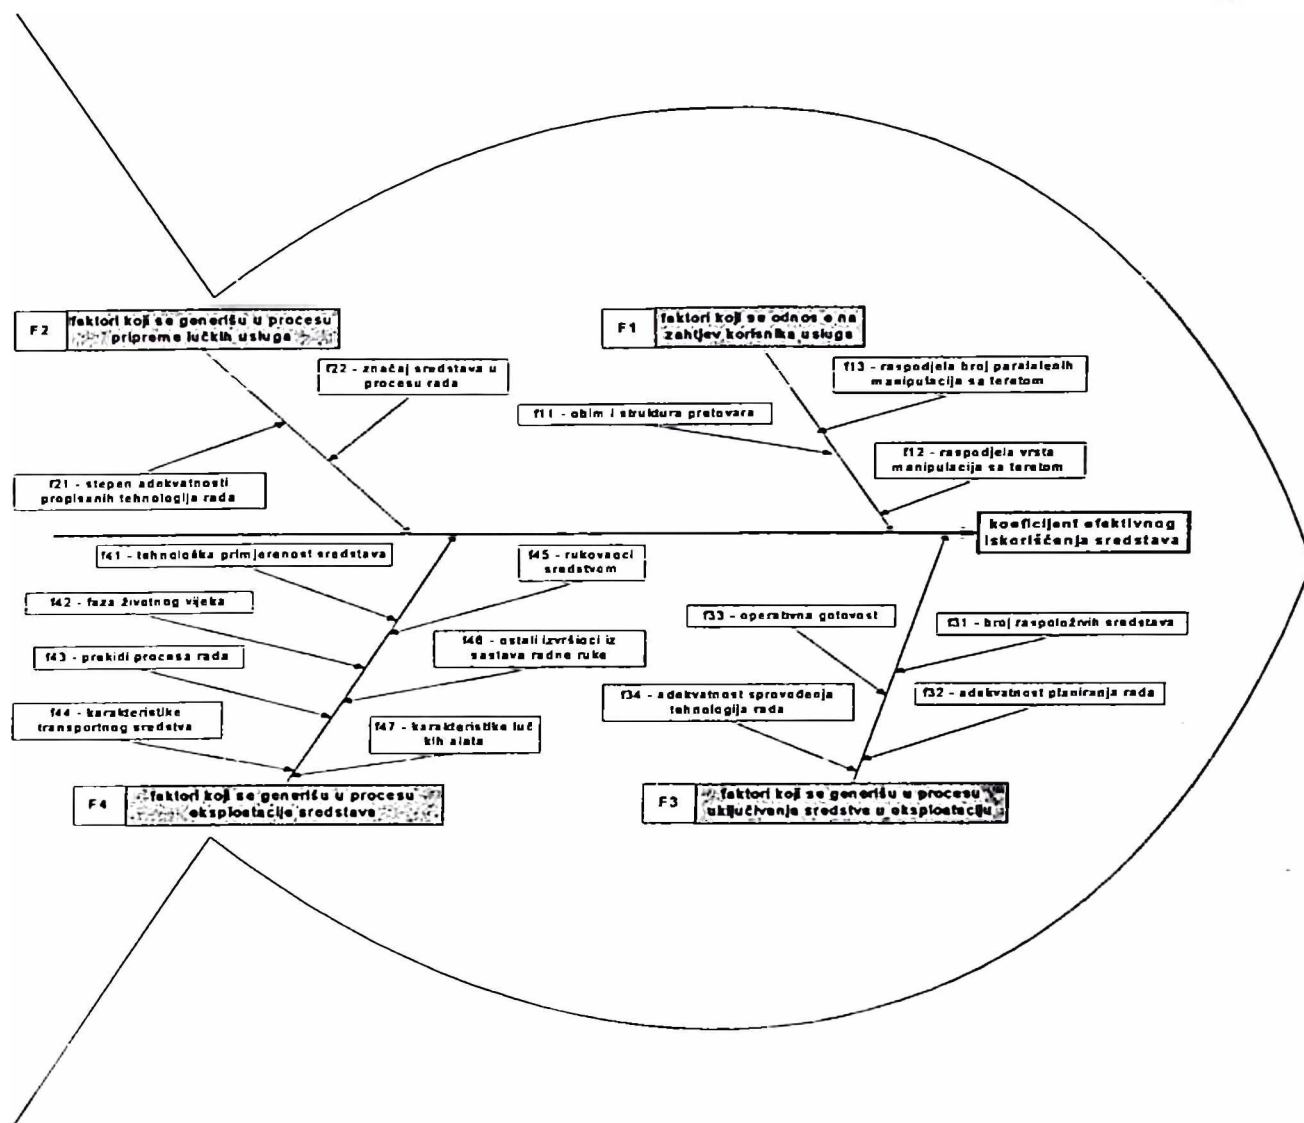 F2
faktori koji se generišu u procesu
pripreme lučkih usluga
F1
faktori koji se odnose na
zahtjev korisnika usluga
f22 - značaj sredstava u
procesu rada
f13 - raspodjela broj paralalenih
manipulacija sa teretom
f11 - obim i struktura pretovara
f12 - raspodjela vrsta
manipulacija sa teretom
f21 - stepen adekvatnosti
propisanih tehnologija rada
koeficijent efektivnog
iskorišćenja sredstava
f41 - tehnološka primjerenost sredstava
f45 - rukovaoci
sredstvom
f42 - faza životnog vijeka
f33 - operativna gotovost
f31 - broj raspoloživih sredstava
f46 - ostali izvršioci iz
sastava radne ruke
f43 - prekidi procesa rada
f34 - adekvatnost sprovođenja
tehnologija rada
f32 - adekvatnost planiranja rada
f44 - karakteristike
transportnog sredstva
f47 - karakteristike luč
kih alata
F4
faktori koji se generišu u procesu
eksploatacije sredstava
F3
faktori koji se generišu u procesu
uključivanja sredstva u eksploataciju